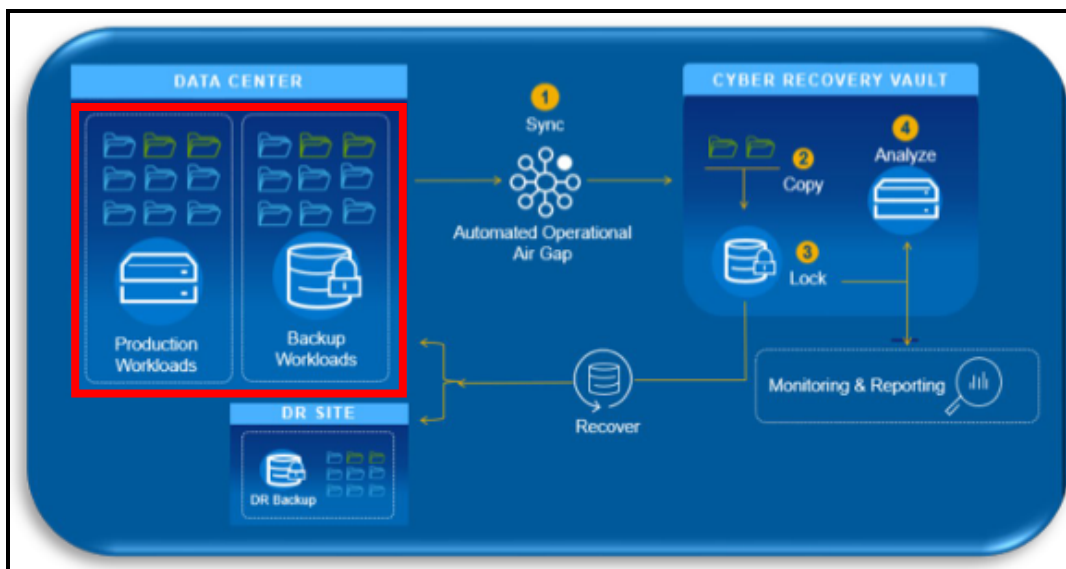 DATA CENTER
Production
Workloads
Backup
Workloads
1
Sync
Automated Operational
Air Gap
CYBER RECOVERY VAULT
2
Copy
3
Lock
4
Analyze
Monitoring & Reporting
Recover
DR SITE
DR Backup